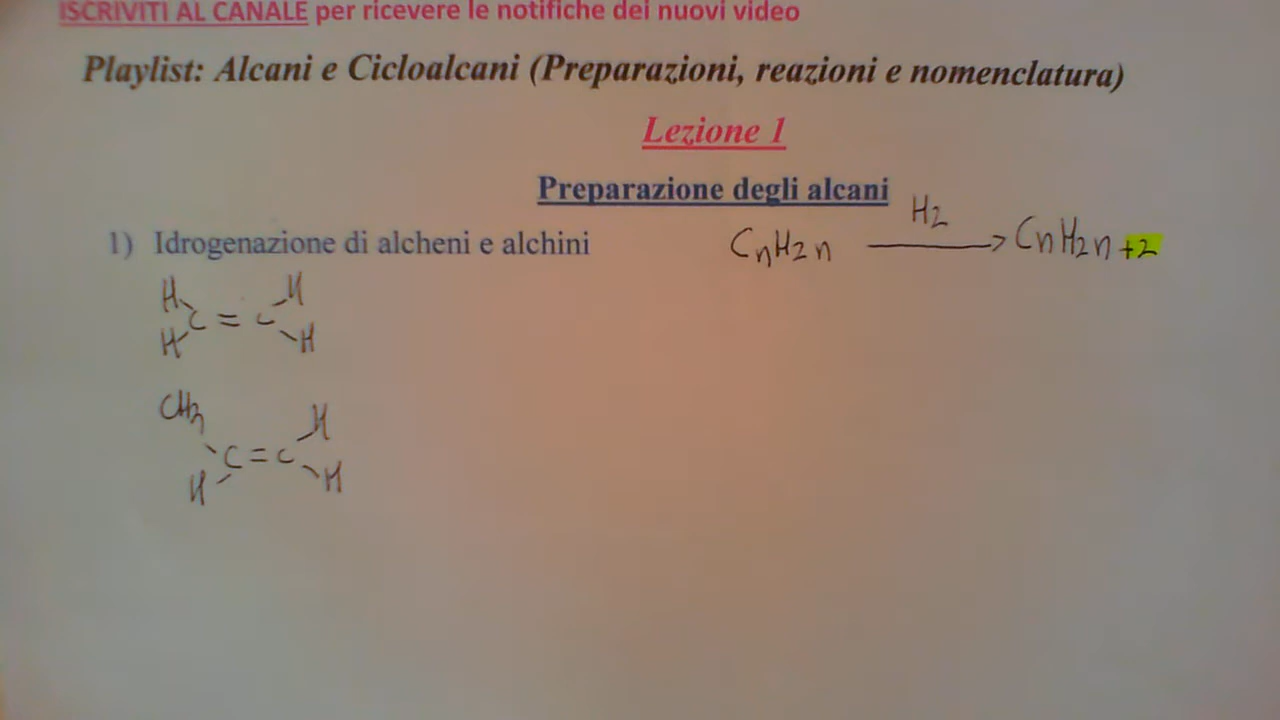 ISCRIVITI AL CANALE per ricevere le notifiche dei nuovi video
Playlist: Alcani e Cicloalcani (Preparazioni, reazioni e nomenclatura)
Lezione 1
Preparazione degli alcani
H2
1) Idrogenazione di alcheni e alchini CnH2n → CnH2n+2
H H
C = C
H H
CH3 H
C = C
H H